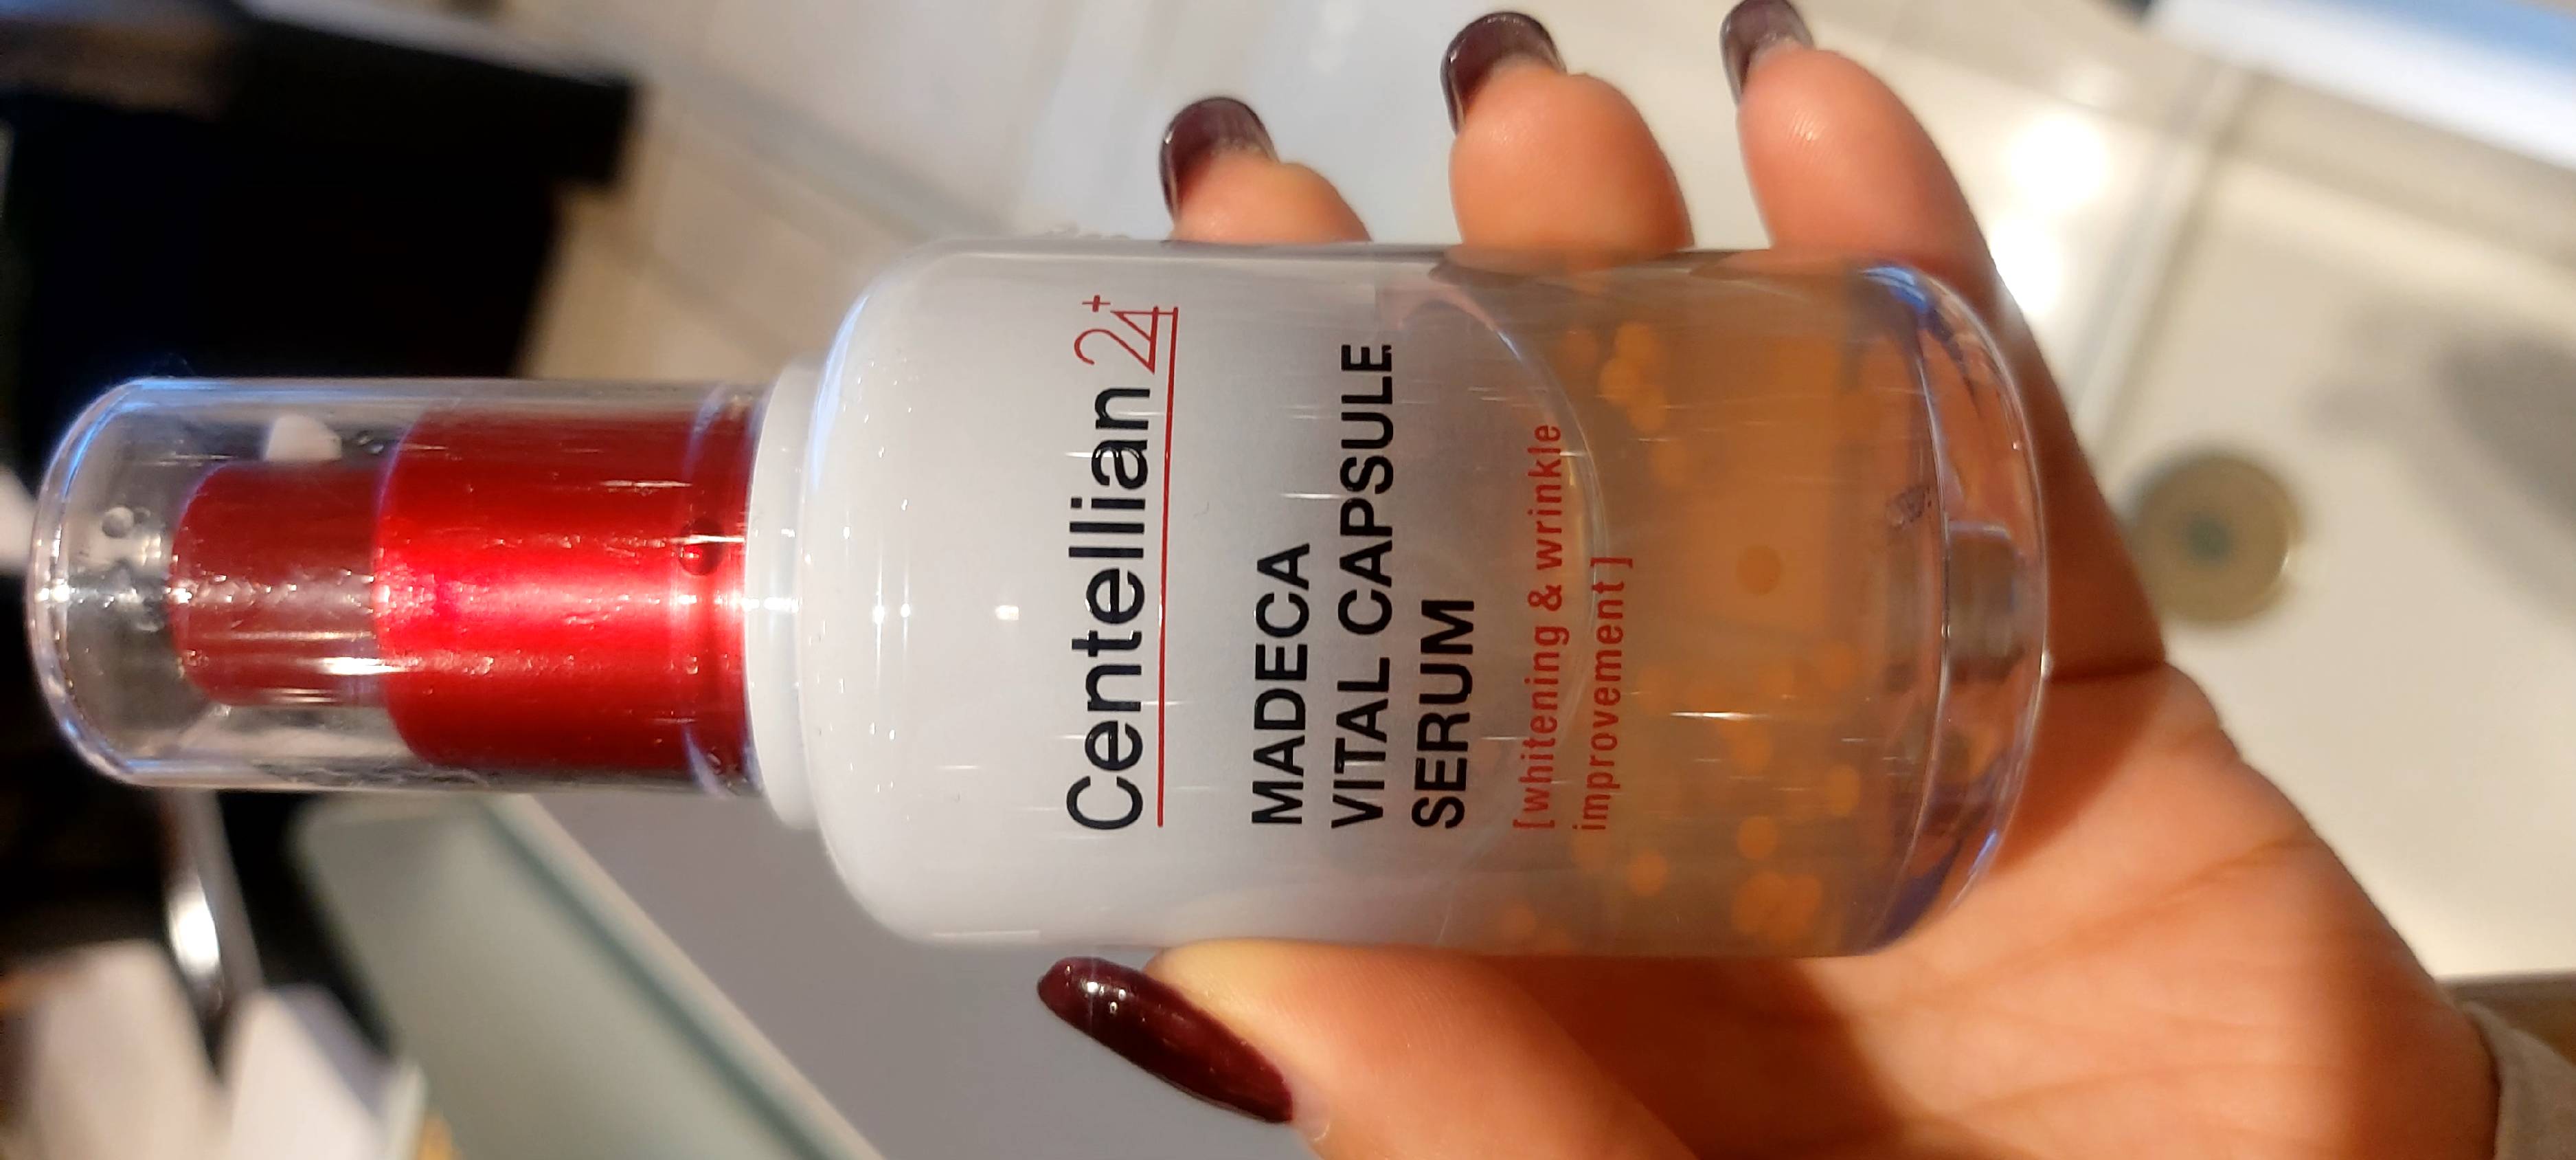 Centellian 24+
MADECA
VITAL CAPSULE
SERUM
[whitening & wrinkle
improvement]